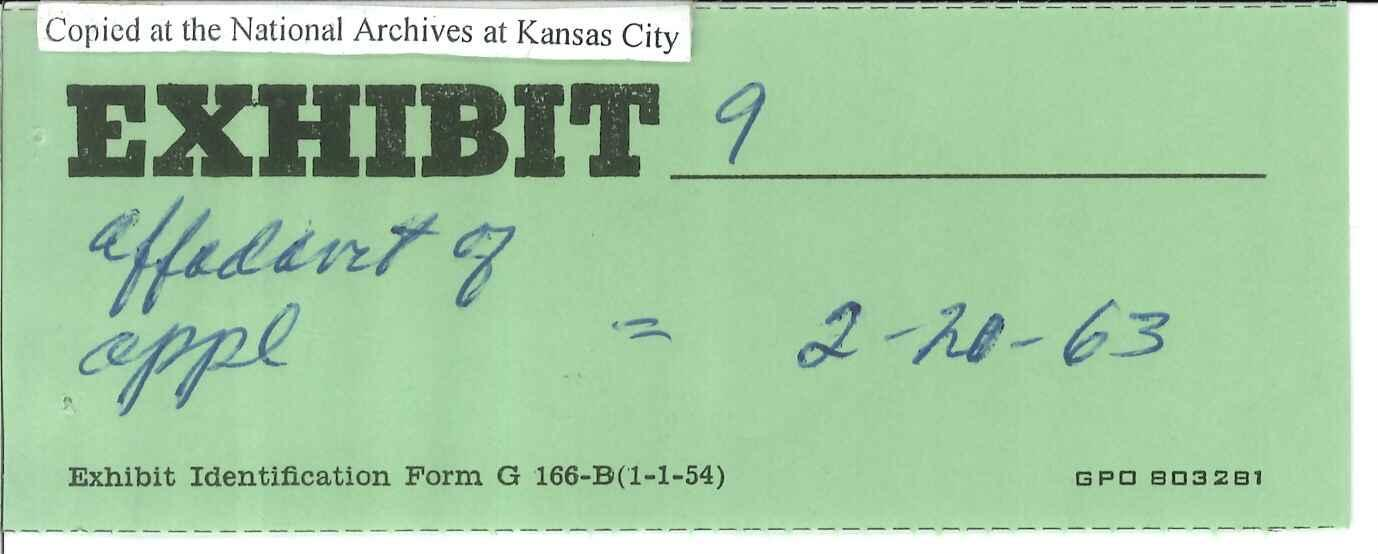 Copied at the National Archives at Kansas City
EXHIBIT 9
affadavit of
appl = 2-20-63
Exhibit Identification Form G 166-B(1-1-54) GPO 803281